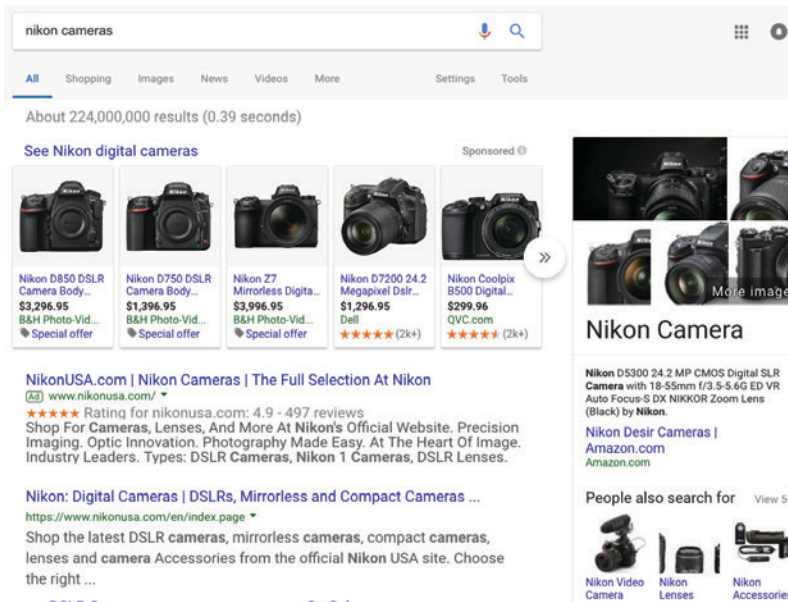 nikon cameras
All Shopping Images News Videos More Settings Tools
About 224,000,000 results (0.39 seconds)
See Nikon digital cameras
Sponsored
Nikon D850 DSLR
Camera Body...
$3,296.95
B&H Photo-Vid...
Special offer
Nikon D750 DSLR
Camera Body...
$1,396.95
B&H Photo-Vid...
Special offer
Nikon Z7
Mirrorless Digita...
$3,996.95
B&H Photo-Vid...
Special offer
Nikon D7200 24.2
Megapixel Dslr...
$1,296.95
Dell
(2k+)
Nikon Coolpix
B500 Digital...
$299.96
QVC.com
(2k+)
NikonUSA.com | Nikon Cameras | The Full Selection At Nikon
Ad www.nikonusa.com/
Rating for nikonusa.com: 4.9 - 497 reviews
Shop For Cameras, Lenses, And More At Nikon's Official Website. Precision
Imaging. Optic Innovation. Photography Made Easy. At The Heart Of Image.
Industry Leaders. Types: DSLR Cameras, Nikon 1 Cameras, DSLR Lenses.
Nikon: Digital Cameras | DSLRs, Mirrorless and Compact Cameras ...
https://www.nikonusa.com/en/index.page
Shop the latest DSLR cameras, mirrorless cameras, compact cameras,
lenses and camera Accessories from the official Nikon USA site. Choose
the right ...
More image
Nikon Camera
Nikon D5300 24.2 MP CMOS Digital SLR
Camera with 18-55mm f/3.5-5.6G ED VR
Auto Focus-S DX NIKKOR Zoom Lens
(Black) by Nikon.
Nikon Desir Cameras |
Amazon.com
Amazon.com
People also search for
View 5
Nikon Video
Camera
Nikon
Lenses
Nikon
Accessories